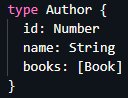 type Author {
  id: Number
  name: String
  books: [Book]
}